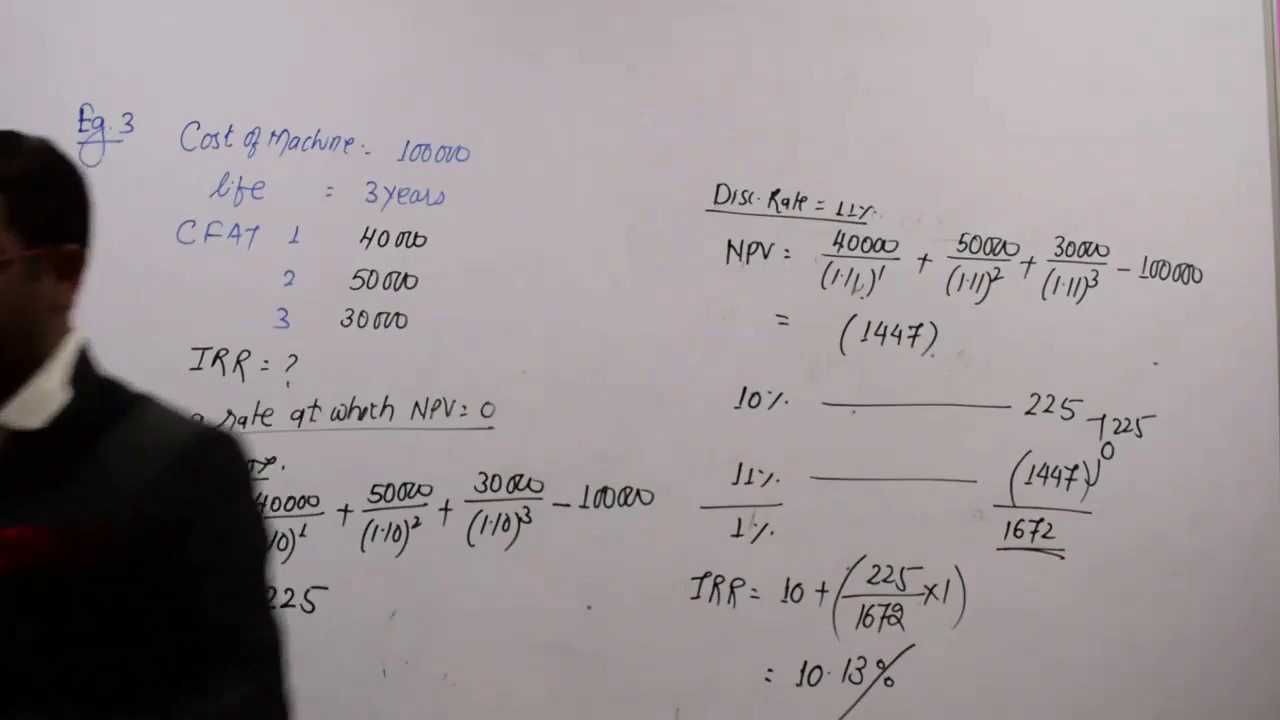 Eg. 3
Cost of Machine:- 100000
life = 3 years
CFAT 1 40000
2 50000
3 30000
IRR = ?
rate at which NPV = 0
40000/(10)^1 + 50000/(1.10)^2 + 30000/(1.10)^3 - 100000
225
Disc. Rate = 11%.
NPV = 40000/(1.11)^1 + 50000/(1.11)^2 + 30000/(1.11)^3 - 100000
= (1447)
10%. 225
+225
0
11%. (1447)
1%. 1672
IRR = 10 + (225/1672 × 1)
= 10.13%